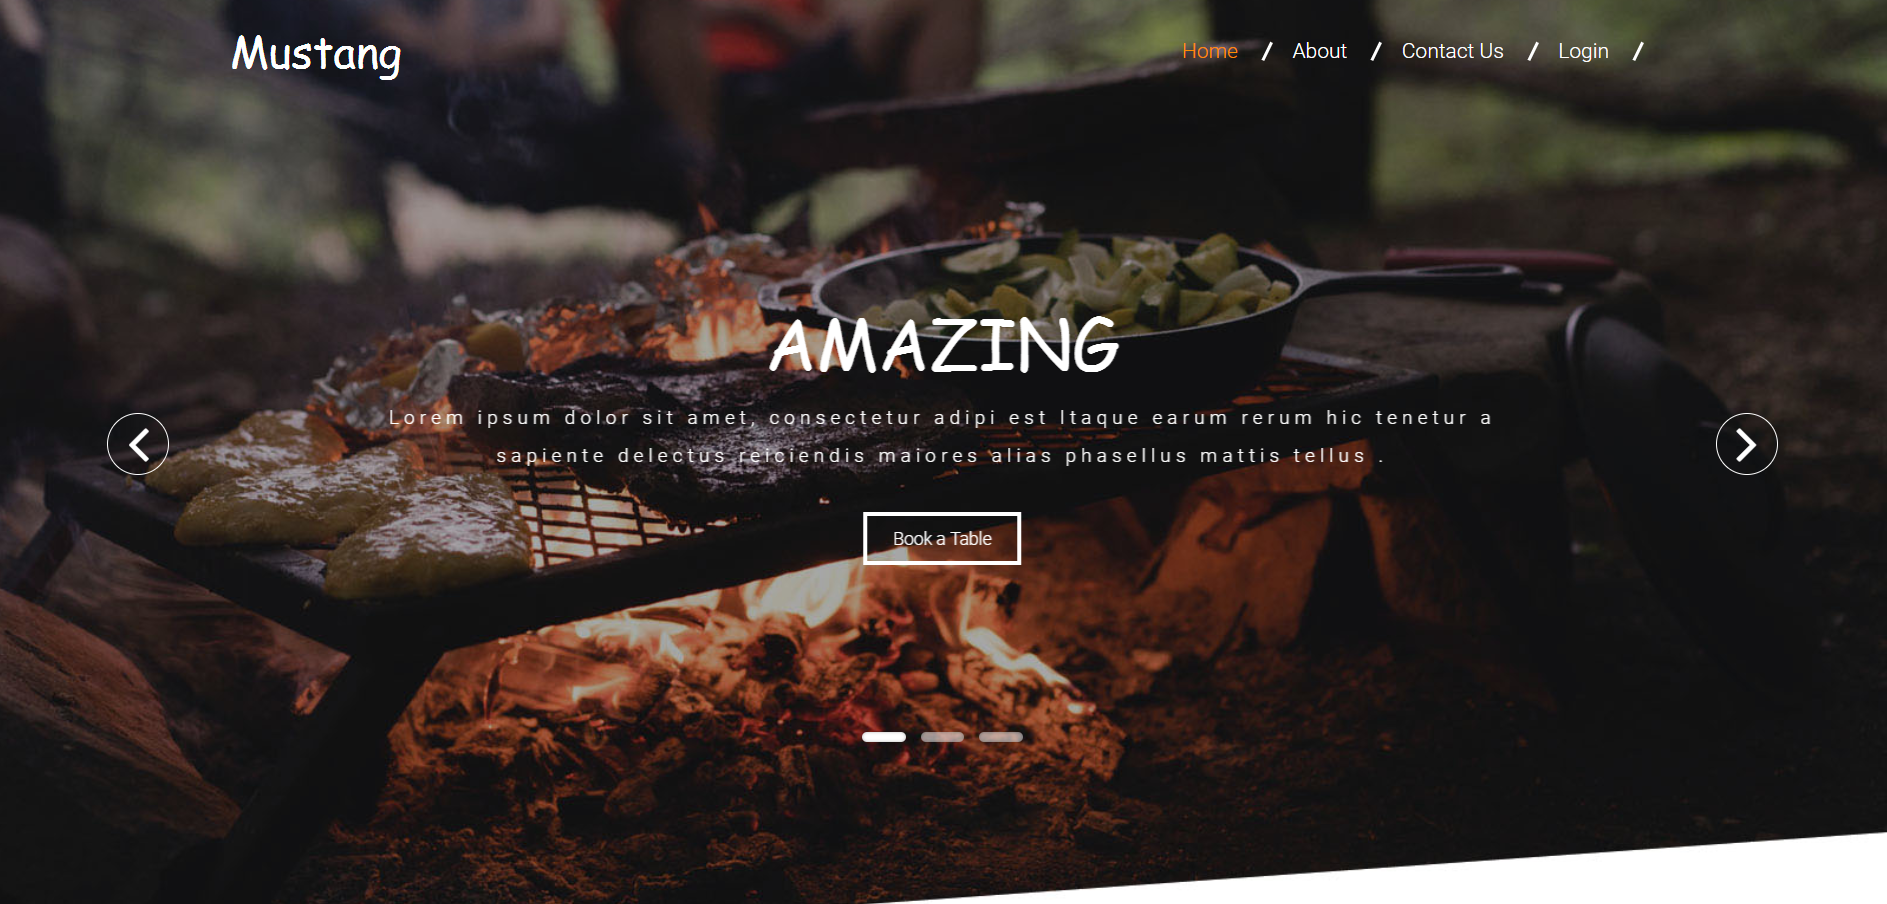 Mustang
Home / About / Contact Us / Login /
AMAZING
Lorem ipsum dolor sit amet, consectetur adipi est Itaque earum rerum hic tenetur a
sapiente delectus reiciendis maiores alias phasellus mattis tellus .
Book a Table